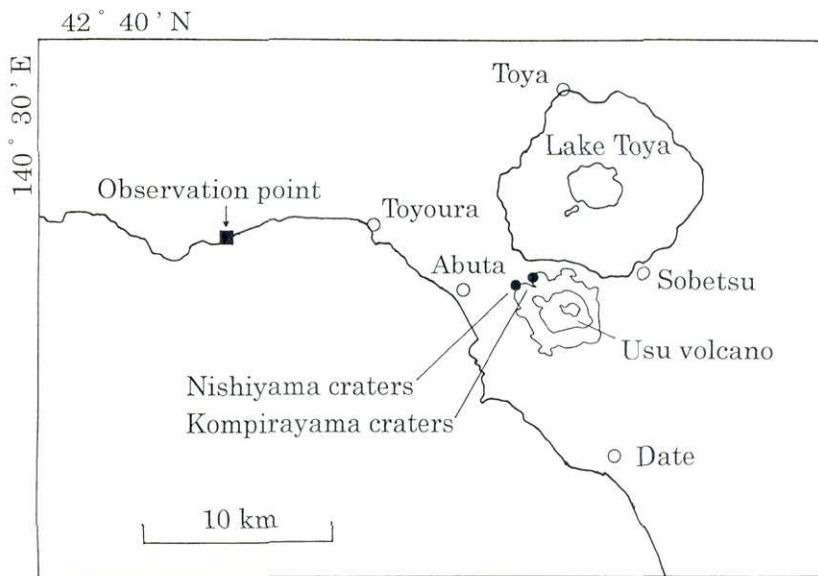 42° 40' N
140° 30' E
Toya
Lake Toya
Observation point
Toyoura
Abuta
Sobetsu
Usu volcano
Nishiyama craters
Kompirayama craters
Date
10 km